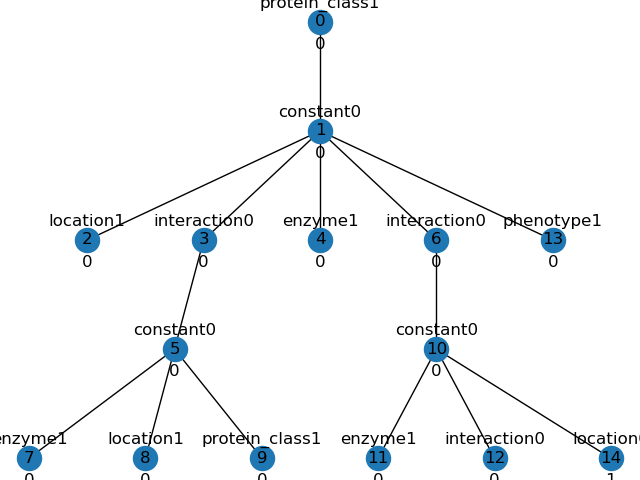 protein_class1
0
0
constant0
1
0
location1 interaction0 enzyme1 interaction0 phenotype1
2 3 4 6 13
0 0 0 0 0
constant0 constant0
5 10
0 0
enzyme1 location1 protein_class1 enzyme1 interaction0 location
7 8 9 11 12 14
0 0 0 0 0 1